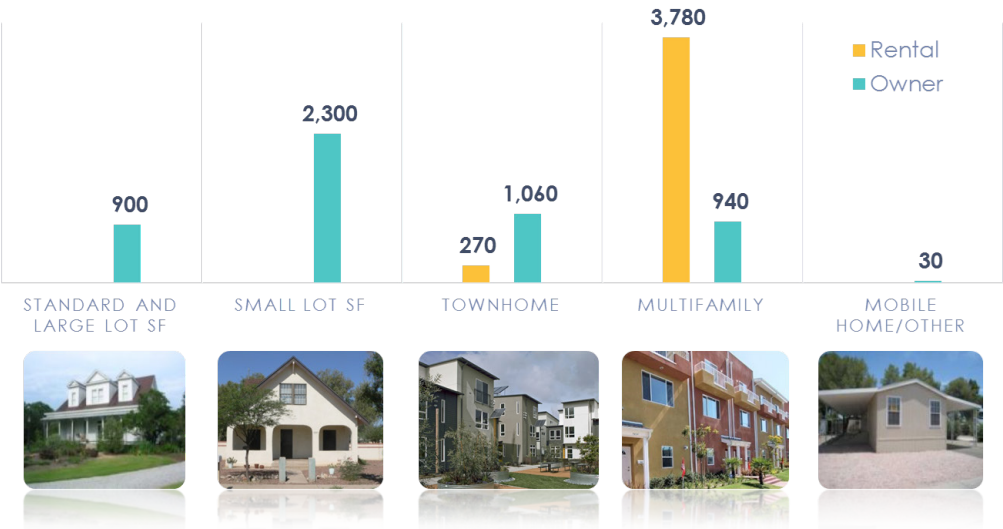 3,780
Rental
Owner
2,300
900
1,060
270
940
30
STANDARD AND
LARGE LOT SF
SMALL LOT SF
TOWNHOME
MULTIFAMILY
MOBILE
HOME/OTHER